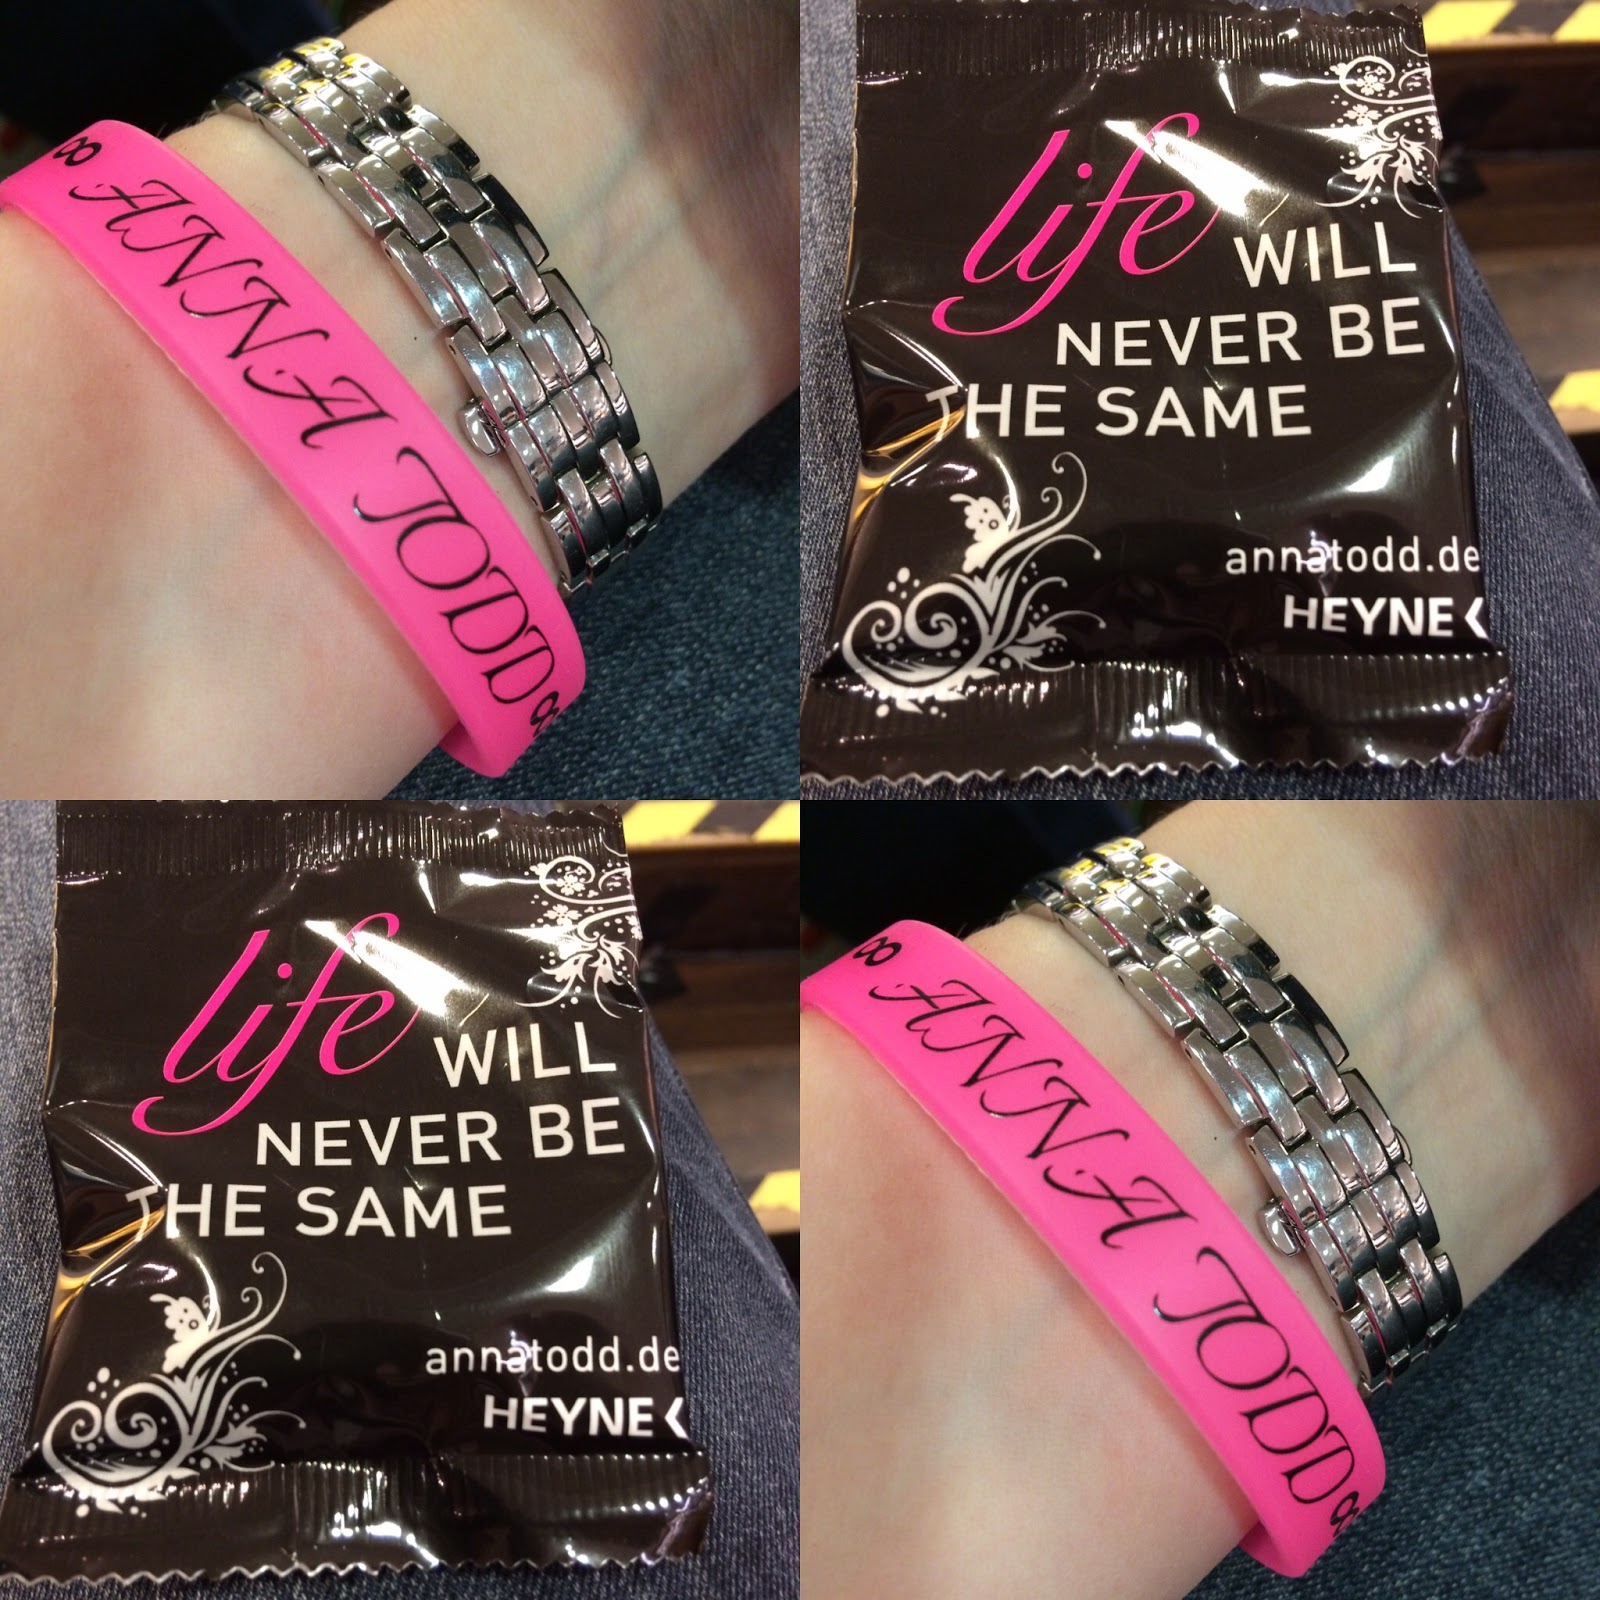 ∞ ANNA TODD ∞
life WILL
NEVER BE
THE SAME
annatodd.de
HEYNE <
life WILL
NEVER BE
THE SAME
annatodd.de
HEYNE <
∞ ANNA TODD ∞